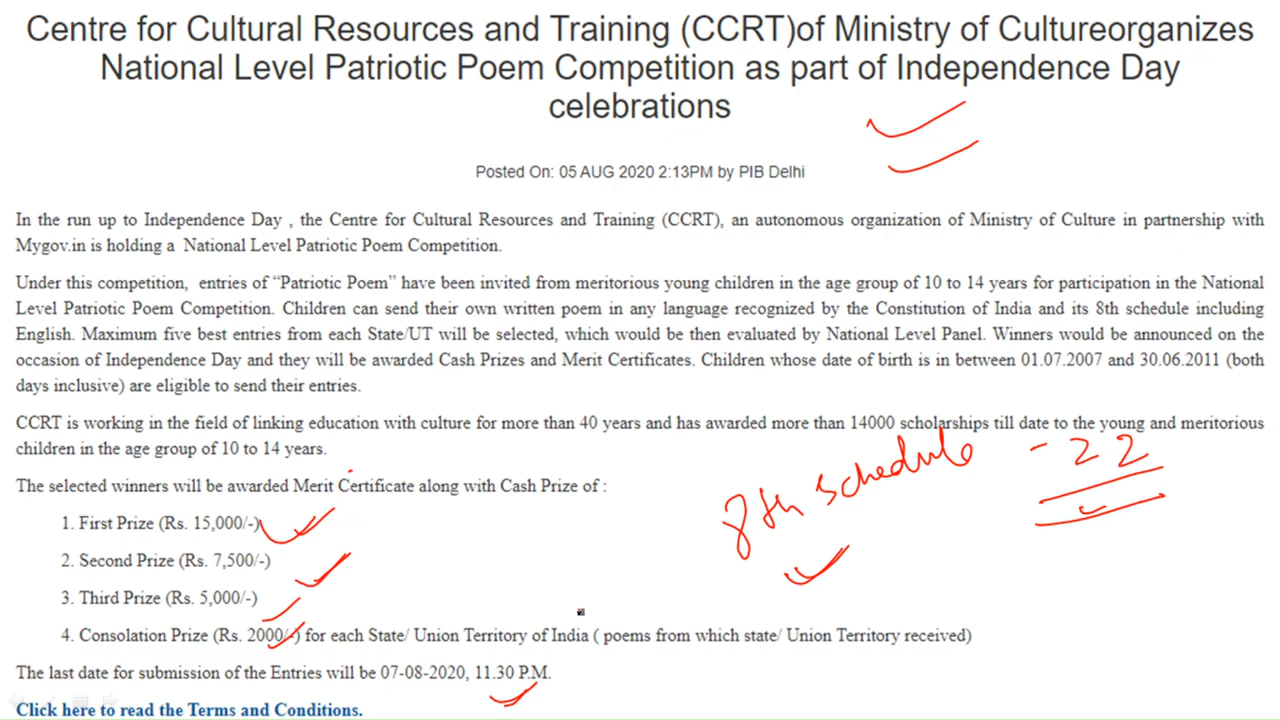 Centre for Cultural Resources and Training (CCRT)of Ministry of Cultureorganizes
National Level Patriotic Poem Competition as part of Independence Day
celebrations
Posted On: 05 AUG 2020 2:13PM by PIB Delhi
In the run up to Independence Day , the Centre for Cultural Resources and Training (CCRT), an autonomous organization of Ministry of Culture in partnership with
Mygov.in is holding a National Level Patriotic Poem Competition.
Under this competition, entries of “Patriotic Poem” have been invited from meritorious young children in the age group of 10 to 14 years for participation in the National
Level Patriotic Poem Competition. Children can send their own written poem in any language recognized by the Constitution of India and its 8th schedule including
English. Maximum five best entries from each State/UT will be selected, which would be then evaluated by National Level Panel. Winners would be announced on the
occasion of Independence Day and they will be awarded Cash Prizes and Merit Certificates. Children whose date of birth is in between 01.07.2007 and 30.06.2011 (both
days inclusive) are eligible to send their entries.
CCRT is working in the field of linking education with culture for more than 40 years and has awarded more than 14000 scholarships till date to the young and meritorious
children in the age group of 10 to 14 years.
8th schedule - 22
The selected winners will be awarded Merit Certificate along with Cash Prize of :
1. First Prize (Rs. 15,000/-)
2. Second Prize (Rs. 7,500/-)
3. Third Prize (Rs. 5,000/-)
4. Consolation Prize (Rs. 2000/-) for each State/ Union Territory of India ( poems from which state/ Union Territory received)
The last date for submission of the Entries will be 07-08-2020, 11.30 P.M.
Click here to read the Terms and Conditions.